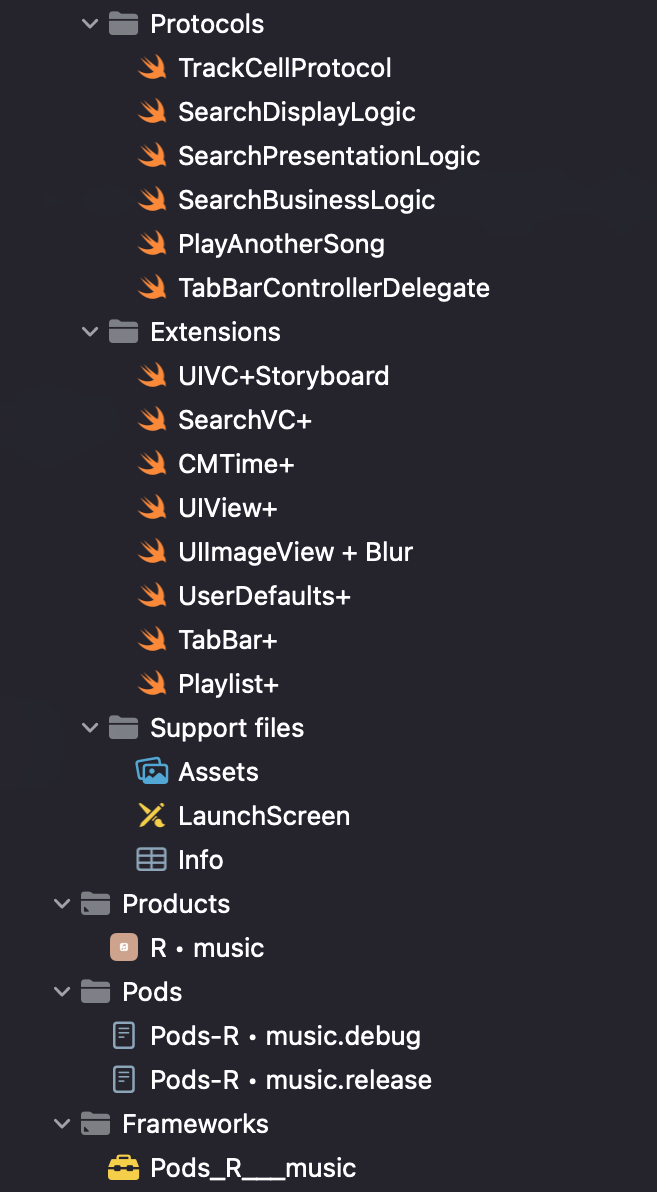 Protocols
TrackCellProtocol
SearchDisplayLogic
SearchPresentationLogic
SearchBusinessLogic
PlayAnotherSong
TabBarControllerDelegate
Extensions
UIVC+Storyboard
SearchVC+
CMTime+
UIView+
UIImageView + Blur
UserDefaults+
TabBar+
Playlist+
Support files
Assets
LaunchScreen
Info
Products
R • music
Pods
Pods-R • music.debug
Pods-R • music.release
Frameworks
Pods_R___music